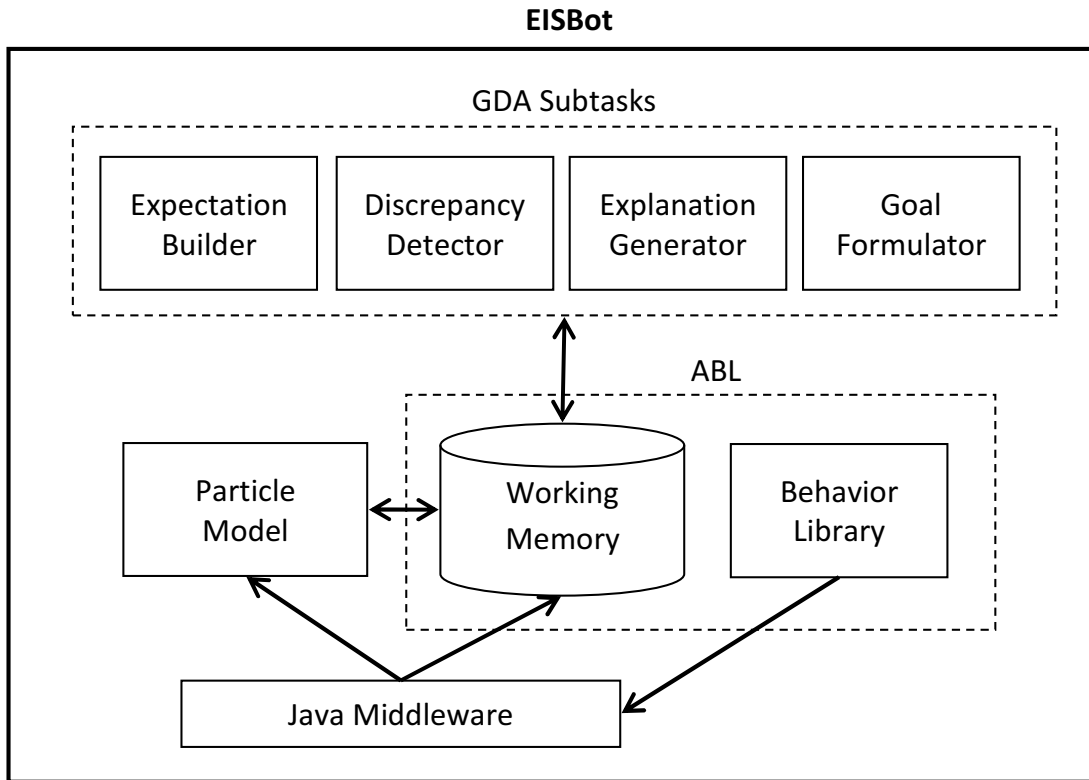 EISBot
GDA Subtasks
Expectation
Builder
Discrepancy
Detector
Explanation
Generator
Goal
Formulator
ABL
Particle
Model
Working
Memory
Behavior
Library
Java Middleware